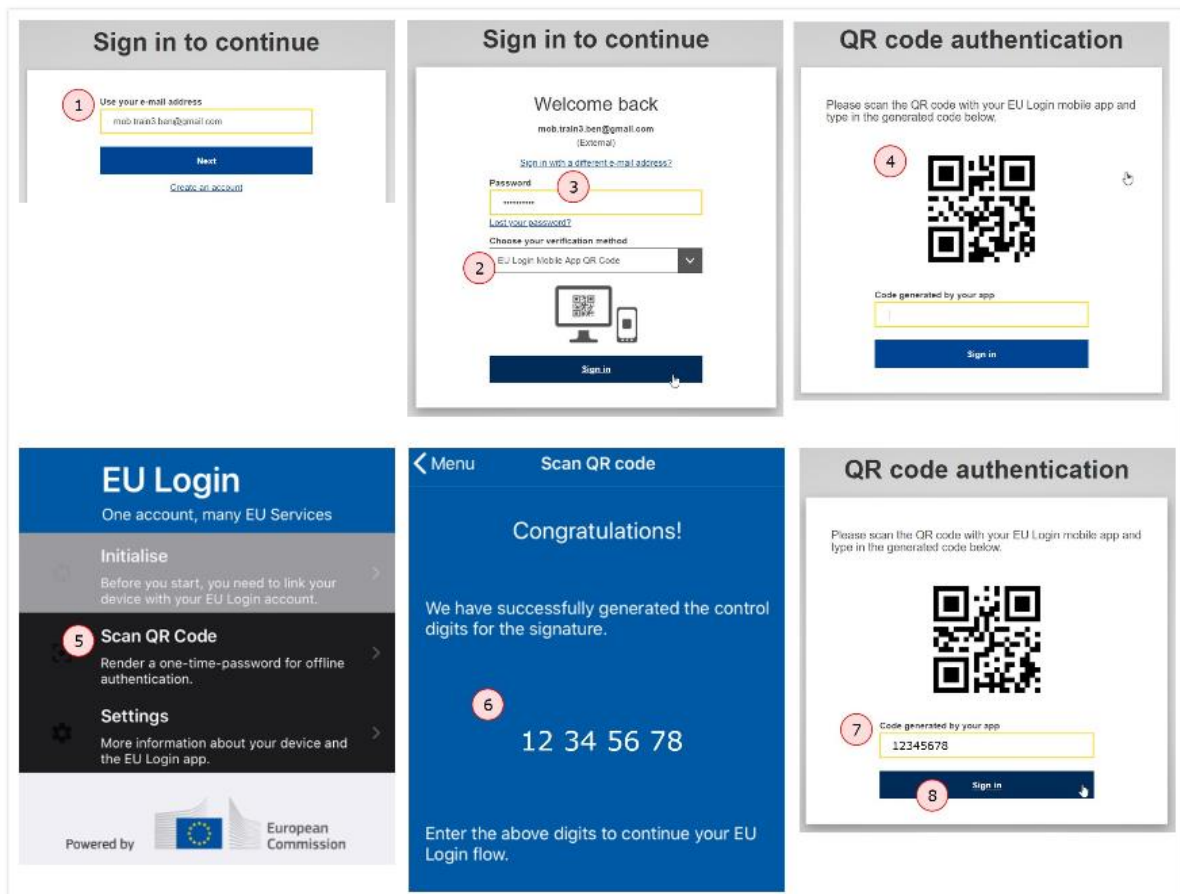 Sign in to continue
1
Use your e-mail address
mob.train3.ben@gmail.com
Next
Create an account
Sign in to continue
Welcome back
mob.train3.ben@gmail.com
(External)
Sign in with a different e-mail address?
Password
3
••••••••••
Lost your password?
Choose your verification method
2
EU Login Mobile App QR Code
Sign in
QR code authentication
Please scan the QR code with your EU Login mobile app and
type in the generated code below.
4
Code generated by your app
Sign in
EU Login
One account, many EU Services
Initialise
Before you start, you need to link your
device with your EU Login account.
5
Scan QR Code
Render a one-time-password for offline
authentication.
Settings
More information about your device and
the EU Login app.
Powered by
European
Commission
Menu
Scan QR code
Congratulations!
We have successfully generated the control
digits for the signature.
6
12 34 56 78
Enter the above digits to continue your EU
Login flow.
QR code authentication
Please scan the QR code with your EU Login mobile app and
type in the generated code below.
7
Code generated by your app
12345678
8
Sign in